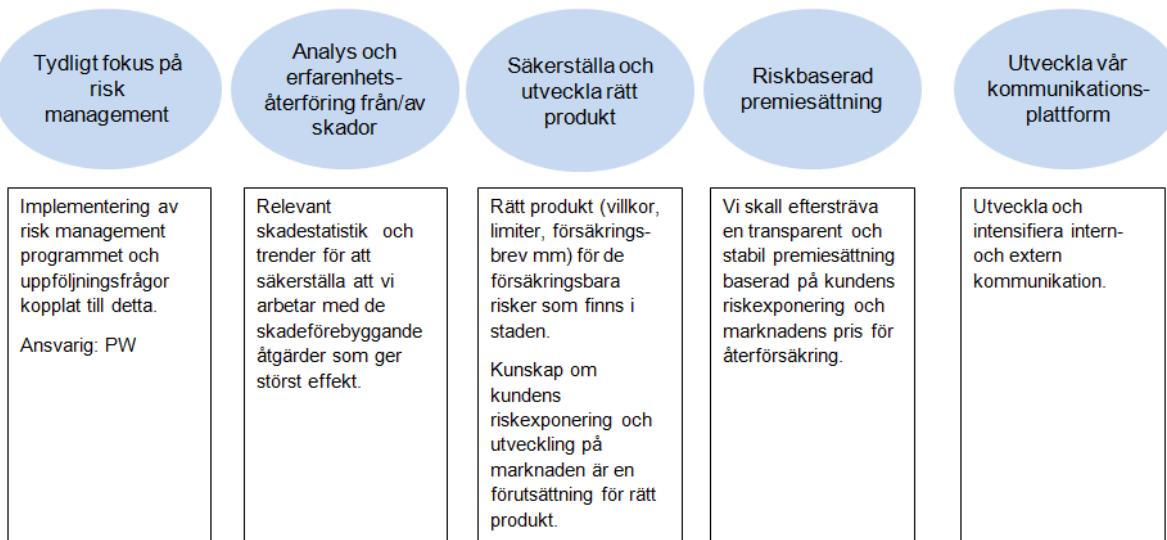 Tydligt fokus på
risk
management
Analys och
erfarenhets-
återföring från/av
skador
Säkerställa och
utveckla rätt
produkt
Riskbaserad
premiesättning
Utveckla vår
kommunikations-
plattform
Implementering av
risk management
programmet och
uppföljningsfrågor
kopplat till detta.
Ansvarig: PW
Relevant
skadestatistik och
trender för att
säkerställa att vi
arbetar med de
skadeförebyggande
åtgärder som ger
störst effekt.
Rätt produkt (villkor,
limiter, försäkrings-
brev mm) för de
försäkringsbara
risker som finns i
staden.
Kunskap om
kundens
riskexponering och
utveckling på
marknaden är en
förutsättning för rätt
produkt.
Vi skall eftersträva
en transparent och
stabil premiesättning
baserad på kundens
riskexponering och
marknadens pris för
återförsäkring.
Utveckla och
intensifiera intern-
och extern
kommunikation.